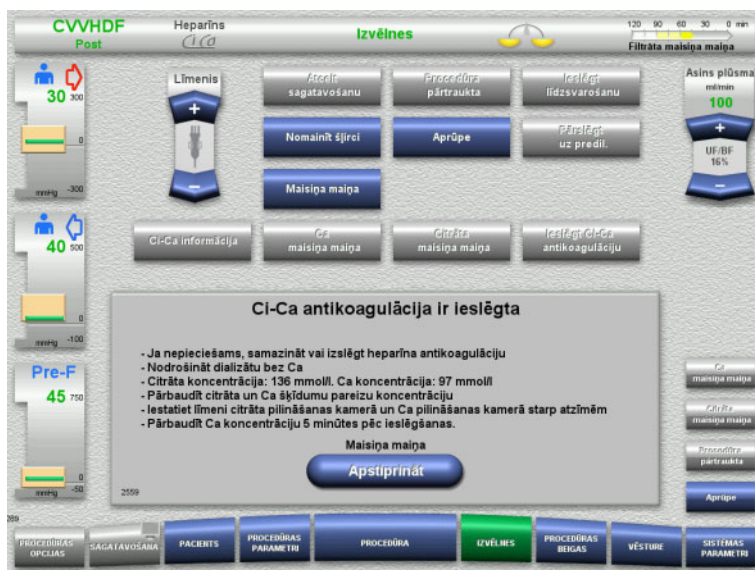 CVVHDF
Post
Heparīns
CiCa
Izvēlnes
120 90 60 30 0 min
Filtrāta maisiņa maiņa
30 300
0
mmHg -300
40 500
0
mmHg -100
Pre-F
45 750
0
mmHg -50
Līmenis
+
−
Atcelt
sagatavošanu
Procedūra
pārtraukta
Ieslēgt
līdzsvarošanu
Nomainīt šļirci
Aprūpe
Pārslēgt
uz predil.
Maisiņa maiņa
Asins plūsma
ml/min
100
+
UF/BF
16%
−
Ci-Ca informācija
Ca
maisiņa maiņa
Citrāta
maisiņa maiņa
Ieslēgt Ci-Ca
antikoagulāciju
Ci-Ca antikoagulācija ir ieslēgta
- Ja nepieciešams, samazināt vai izslēgt heparīna antikoagulāciju
- Nodrošināt dializātu bez Ca
- Citrāta koncentrācija: 136 mmol/l. Ca koncentrācija: 97 mmol/l
- Pārbaudīt citrāta un Ca šķīdumu pareizu koncentrāciju
- Iestatiet līmeni citrāta pilināšanas kamerā un Ca pilināšanas kamerā starp atzīmēm
- Pārbaudīt Ca koncentrāciju 5 minūtes pēc ieslēgšanas.
Maisiņa maiņa
Apstiprināt
2559
Ca
maisiņa maiņa
Citrāta
maisiņa maiņa
Procedūra
pārtraukta
Aprūpe
PROCEDŪRAS
OPCIJAS
SAGATAVOŠANA
PACIENTS
PROCEDŪRAS
PARAMETRI
PROCEDŪRA
IZVĒLNES
PROCEDŪRAS
BEIGAS
VĒSTURE
SISTĒMAS
PARAMETRI